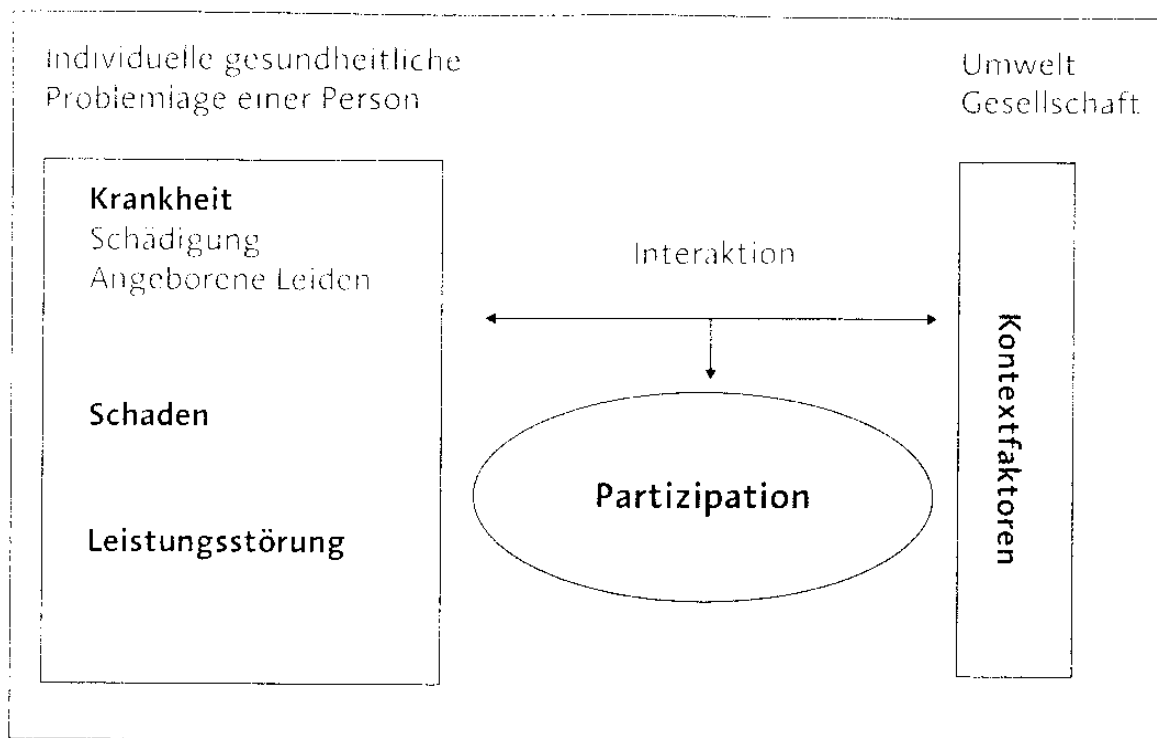 Individuelle gesundheitliche
Problemlage einer Person
Umwelt
Gesellschaft
Krankheit
Schädigung
Angeborene Leiden
Interaktion
Schaden
Partizipation
Leistungsstörung
Kontextfaktoren